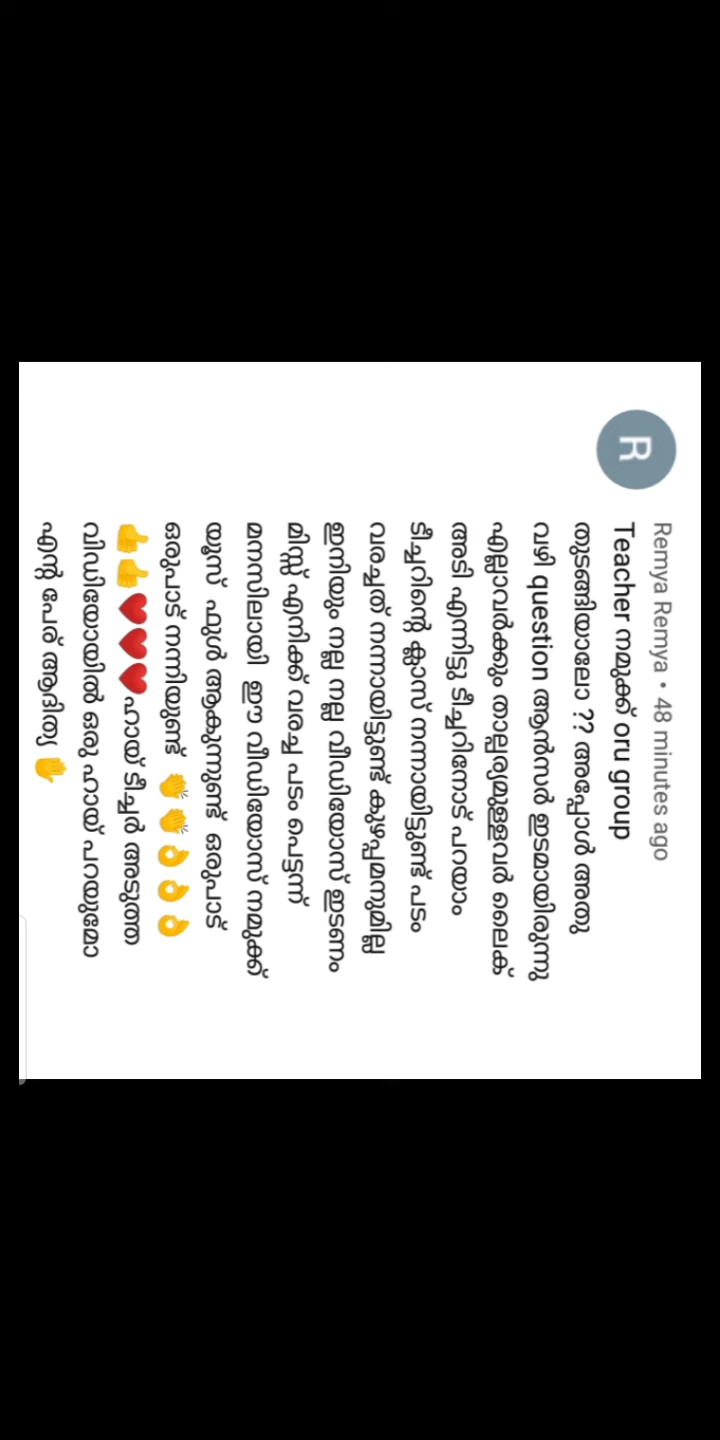 R
Remya Remya • 48 minutes ago
Teacher നമുക്ക് oru group
തുടങ്ങിയാലോ ?? അപ്പോൾ അതു
വഴി question ആൻസർ ഇടമായിരുന്നു
എല്ലാവർക്കും താല്പര്യമുള്ളവർ ലൈക്
അടി എന്നിട്ടു ടീച്ചറിനോട് പറയാം
ടീച്ചറിന്റെ ക്ലാസ് നന്നായിട്ടുണ്ട് പടം
വരച്ചത് നന്നായിട്ടുണ്ട് കുഴപ്പമനുമില്ല
ഇനിയും നല്ല നല്ല വീഡിയോസ് ഇടണം
മിസ്സ് എനിക്ക് വരച്ച പടം പെട്ടന്ന്
മനസിലായി ഈ വീഡിയോസ് നമുക്ക്
യൂസ് ഫുൾ ആകുന്നുണ്ട് ഒരുപാട്
ഒരുപാട് നന്നിയുണ്ട് 👏👏👌👌👌
👍👍❤️❤️❤️ഹായ് ടീച്ചർ അടുത്ത
വിഡിയോയിൽ ഒരു ഹായ് പറയുമോ
എന്റ പേര് ആദിത്യ 👋